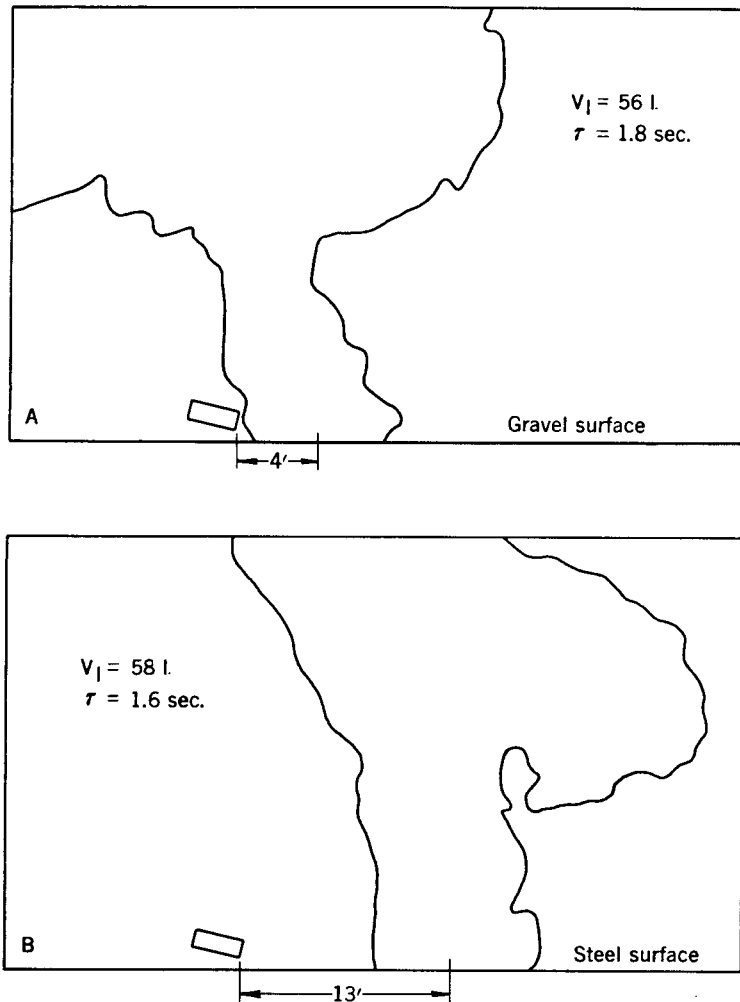 V₁ = 56 l.
τ = 1.8 sec.
A
Gravel surface
4′
V₁ = 58 l.
τ = 1.6 sec.
B
Steel surface
13′